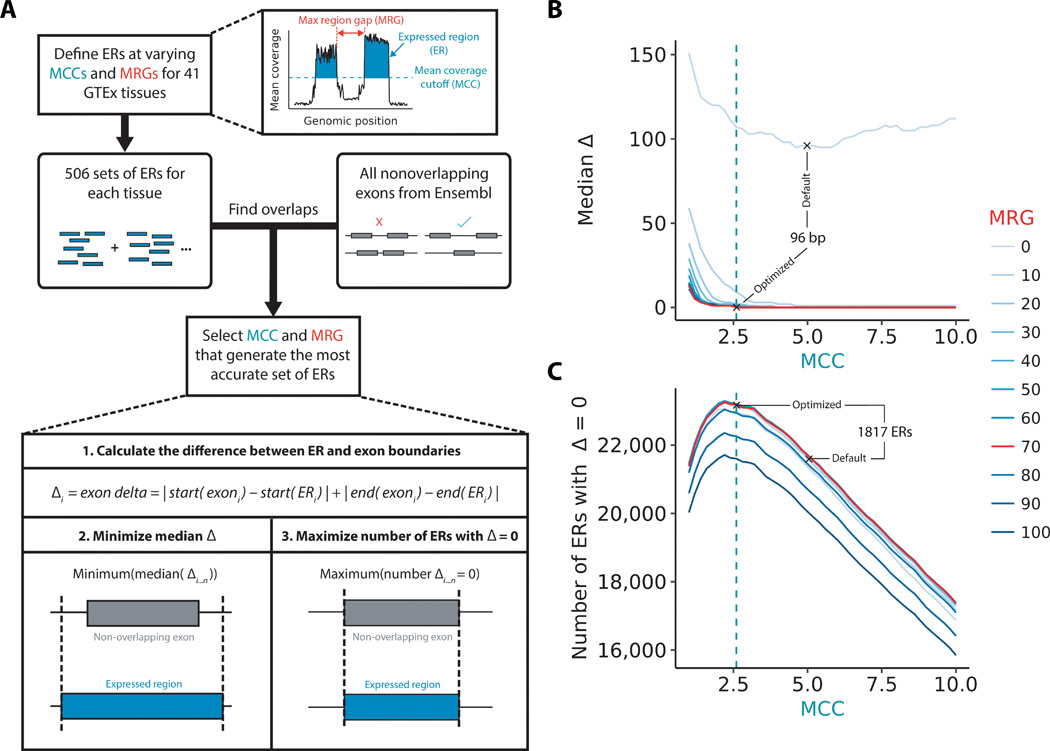 A
Define ERs at varying
MCCs and MRGs for 41
GTEx tissues
Max region gap (MRG)
Expressed region
(ER)
Mean coverage
cutoff (MCC)
Mean coverage
Genomic position
506 sets of ERs for
each tissue
+
...
Find overlaps
All nonoverlapping
exons from Ensembl
X ✓
Select MCC and MRG
that generate the most
accurate set of ERs
1. Calculate the difference between ER and exon boundaries
Δi = exon delta = | start( exoni ) − start( ERi ) | + | end( exoni ) − end( ERi ) |
2. Minimize median Δ
Minimum(median( Δi...n ))
Non-overlapping exon
Expressed region
3. Maximize number of ERs with Δ = 0
Maximum(number Δi...n = 0)
Non-overlapping exon
Expressed region
B
Median Δ
150
100
50
0
Default
96 bp
Optimized
2.5 5.0 7.5 10.0
MCC
C
Number of ERs with Δ = 0
22,000
20,000
18,000
16,000
Optimized
1817 ERs
Default
2.5 5.0 7.5 10.0
MCC
MRG
0
10
20
30
40
50
60
70
80
90
100